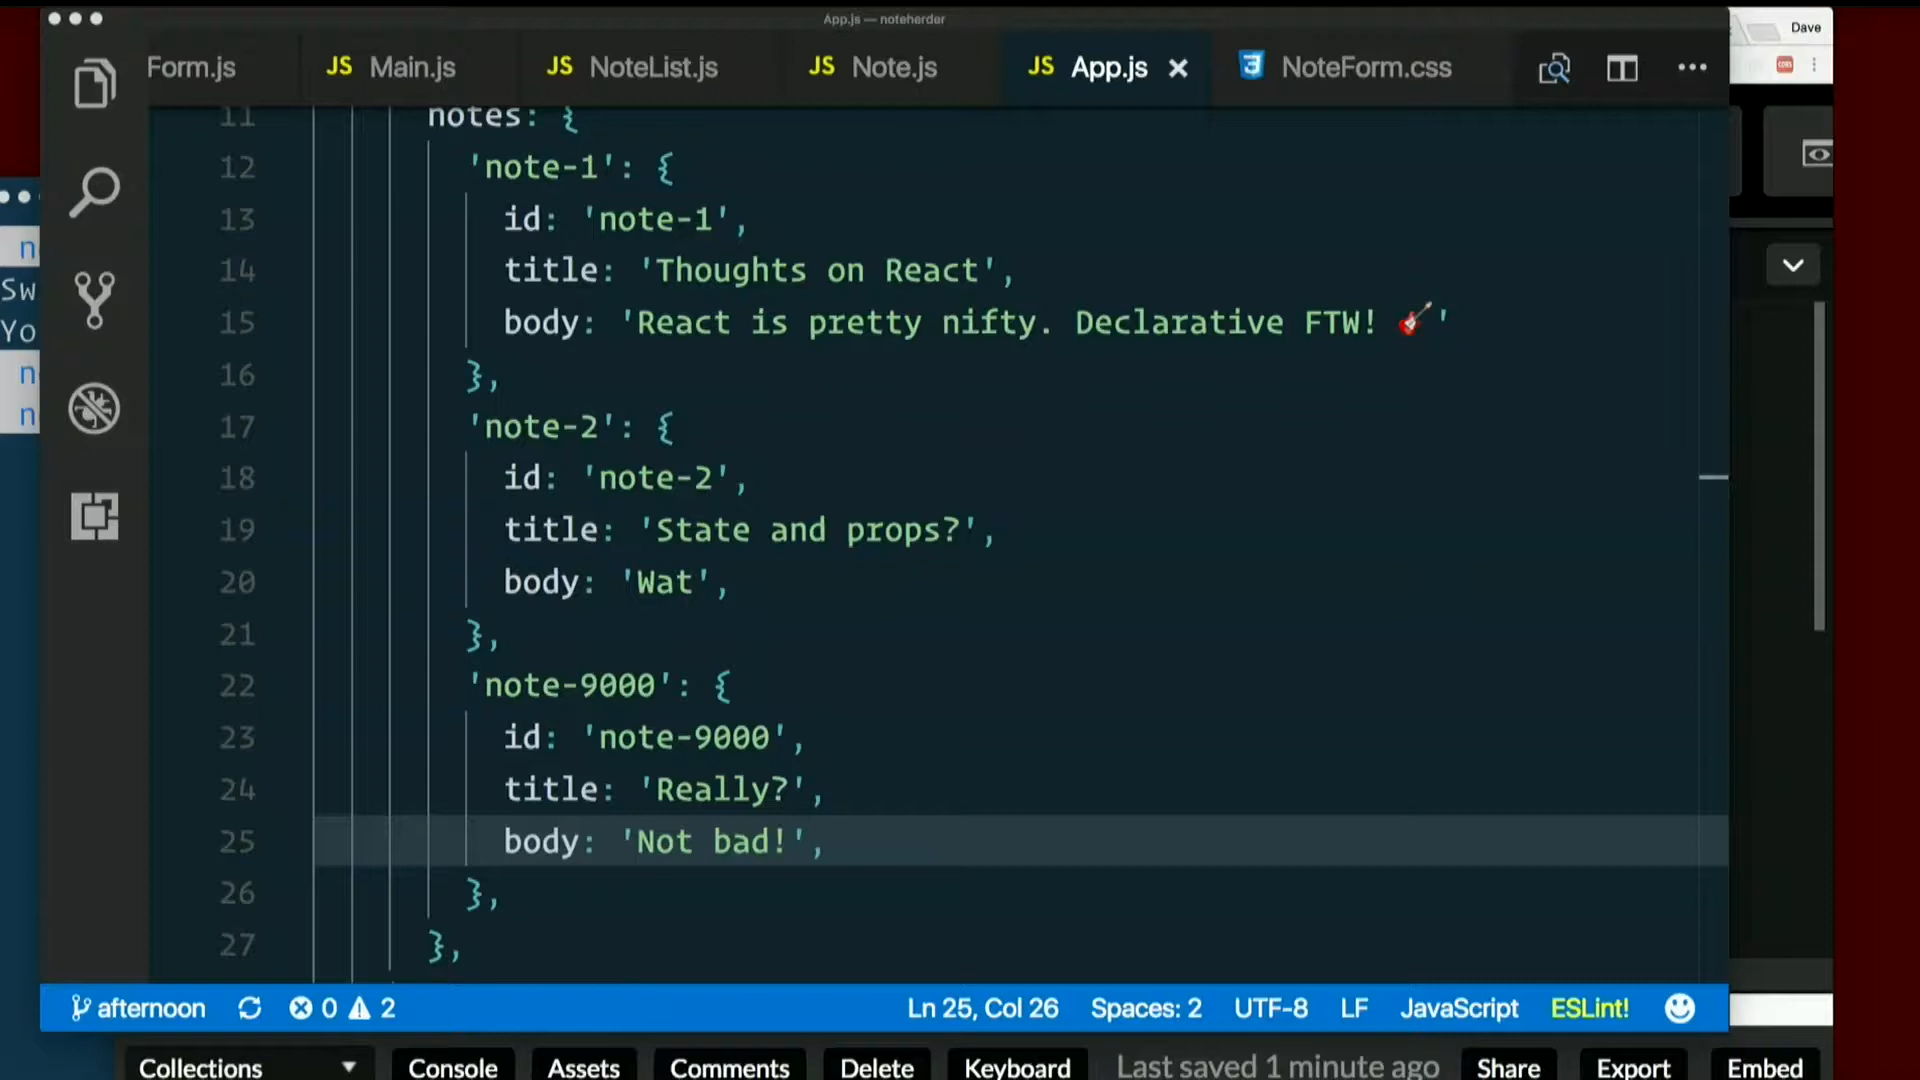 App.js — noteherder
Dave
Form.js
JS Main.js
JS NoteList.js
JS Note.js
JS App.js ×
NoteForm.css
11 notes: {
12 'note-1': {
13 id: 'note-1',
14 title: 'Thoughts on React',
15 body: 'React is pretty nifty. Declarative FTW! 🎸'
16 },
17 'note-2': {
18 id: 'note-2',
19 title: 'State and props?',
20 body: 'Wat',
21 },
22 'note-9000': {
23 id: 'note-9000',
24 title: 'Really?',
25 body: 'Not bad!',
26 },
27 },
n
Sw
Yo
n
n
afternoon 0 2 Ln 25, Col 26 Spaces: 2 UTF-8 LF JavaScript ESLint!
Collections Console Assets Comments Delete Keyboard Last saved 1 minute ago Share Export Embed